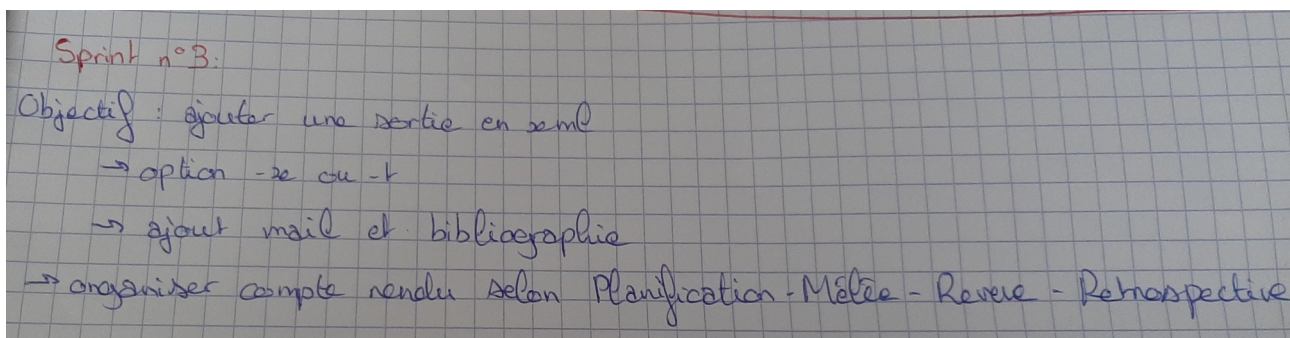 Sprint n°3:
Objectif : ajouter une sortie en xml
→ option -x ou -t
→ ajout mail et bibliographie
→ organiser compte rendu selon Planification - Mêlée - Revue - Retrospective